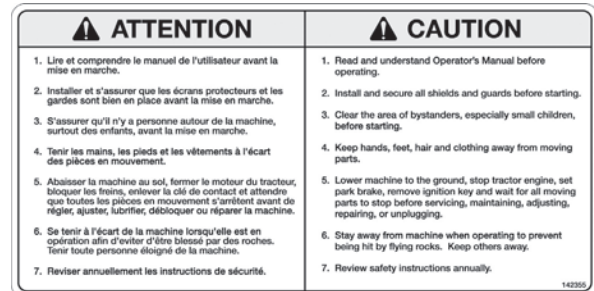 ATTENTION
1. Lire et comprendre le manuel de l'utilisateur avant la
mise en marche.
2. Installer et s'assurer que les écrans protecteurs et les
gardes sont bien en place avant la mise en marche.
3. S'assurer qu'il n'y a personne autour de la machine,
surtout des enfants, avant la mise en marche.
4. Tenir les mains, les pieds et les vêtements à l'écart
des pièces en mouvement.
5. Abaisser la machine au sol, fermer le moteur du tracteur,
bloquer les freins, enlever la clé de contact et attendre
que toutes les pièces en mouvement s'arrêtent avant de
régler, ajuster, lubrifier, débloquer ou réparer la machine.
6. Se tenir à l'écart de la machine lorsqu'elle est en
opération afin d'eviter d'être blessé par des roches.
Tenir toute personne éloigné de la machine.
7. Reviser annuellement les instructions de sécurité.
CAUTION
1. Read and understand Operator's Manual before
operating.
2. Install and secure all shields and guards before starting.
3. Clear the area of bystanders, especially small children,
before starting.
4. Keep hands, feet, hair and clothing away from moving
parts.
5. Lower machine to the ground, stop tractor engine, set
park brake, remove ignition key and wait for all moving
parts to stop before servicing, maintaining, adjusting,
repairing, or unplugging.
6. Stay away from machine when operating to prevent
being hit by flying rocks. Keep others away.
7. Review safety instructions annually.
142355